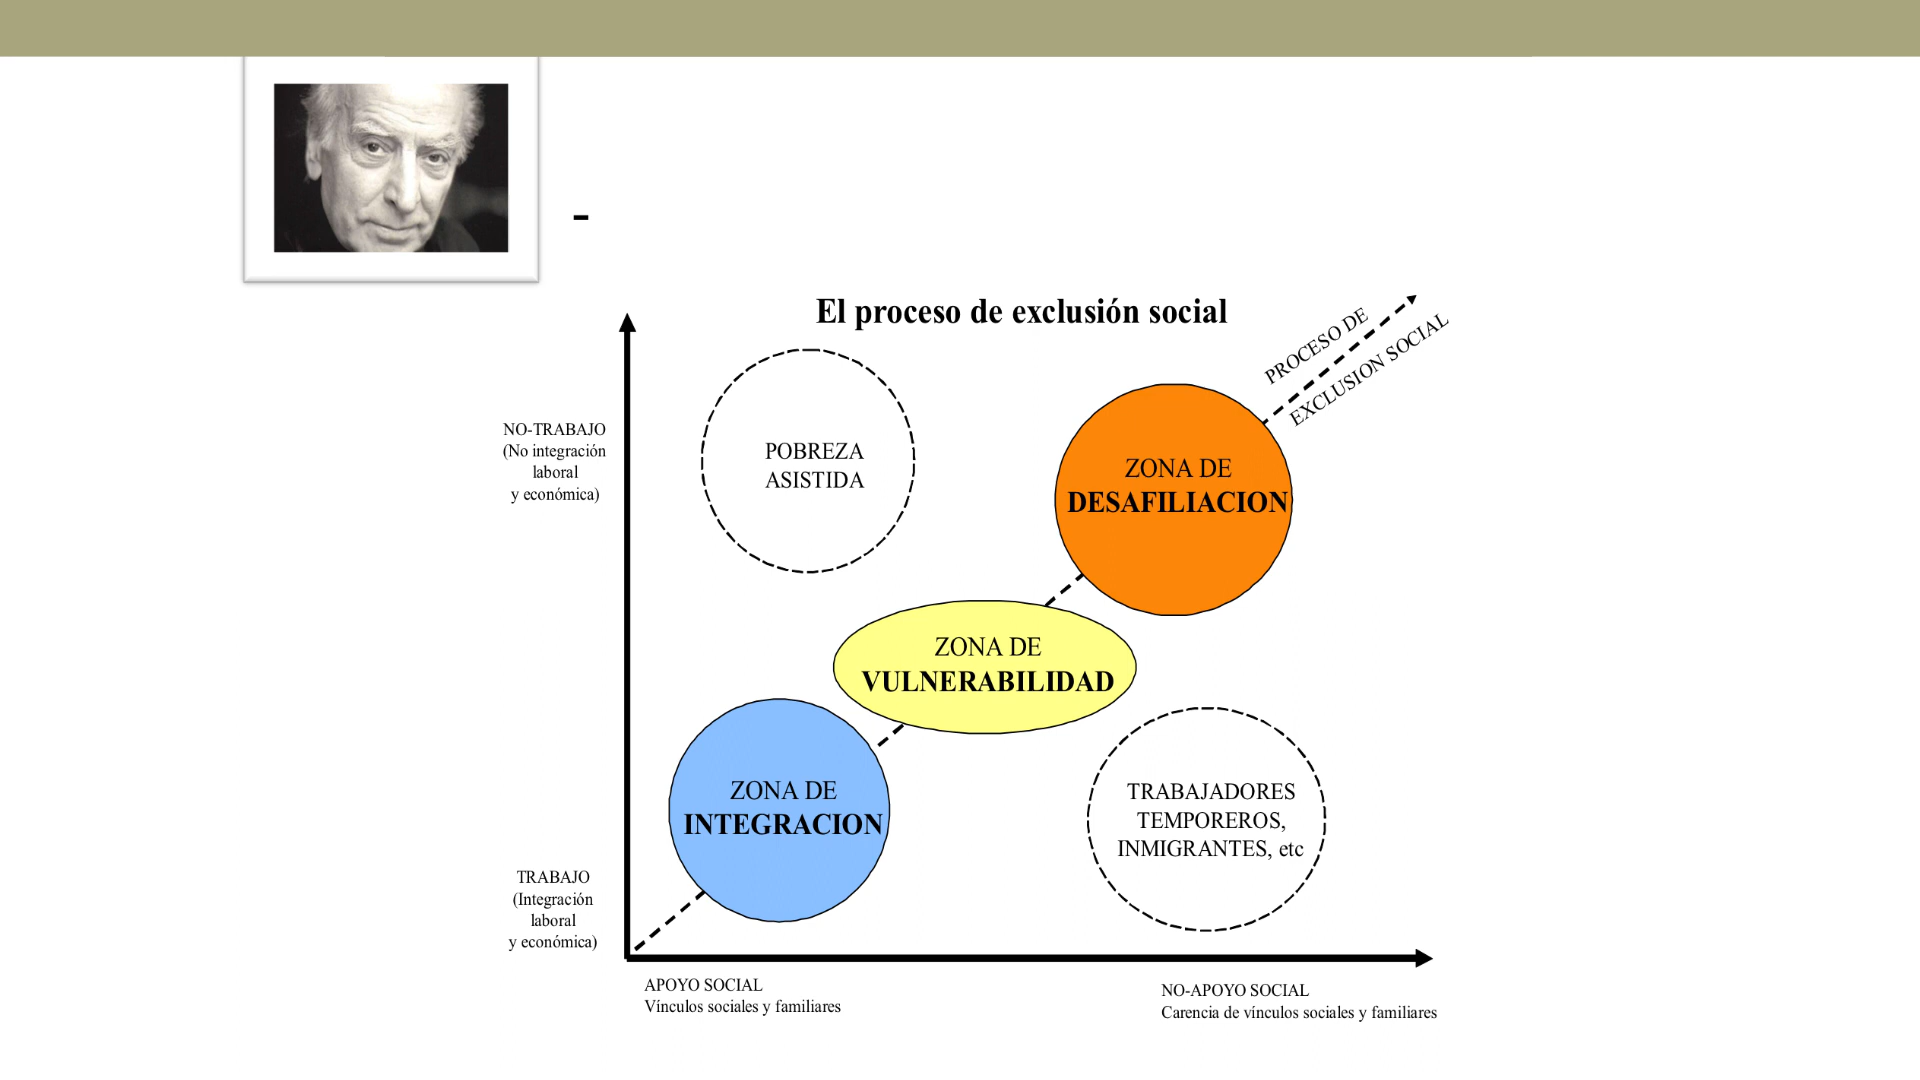 -
El proceso de exclusión social
PROCESO DE
EXCLUSION SOCIAL
NO-TRABAJO
(No integración
laboral
y económica)
POBREZA
ASISTIDA
ZONA DE
DESAFILIACION
ZONA DE
VULNERABILIDAD
ZONA DE
INTEGRACION
TRABAJADORES
TEMPOREROS,
INMIGRANTES, etc
TRABAJO
(Integración
laboral
y económica)
APOYO SOCIAL
Vínculos sociales y familiares
NO-APOYO SOCIAL
Carencia de vínculos sociales y familiares